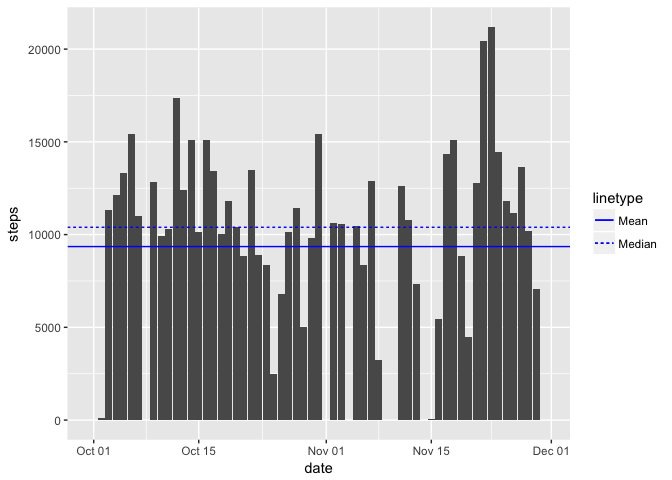 20000
15000
10000
5000
0
steps
Oct 01
Oct 15
Nov 01
Nov 15
Dec 01
date
linetype
Mean
Median